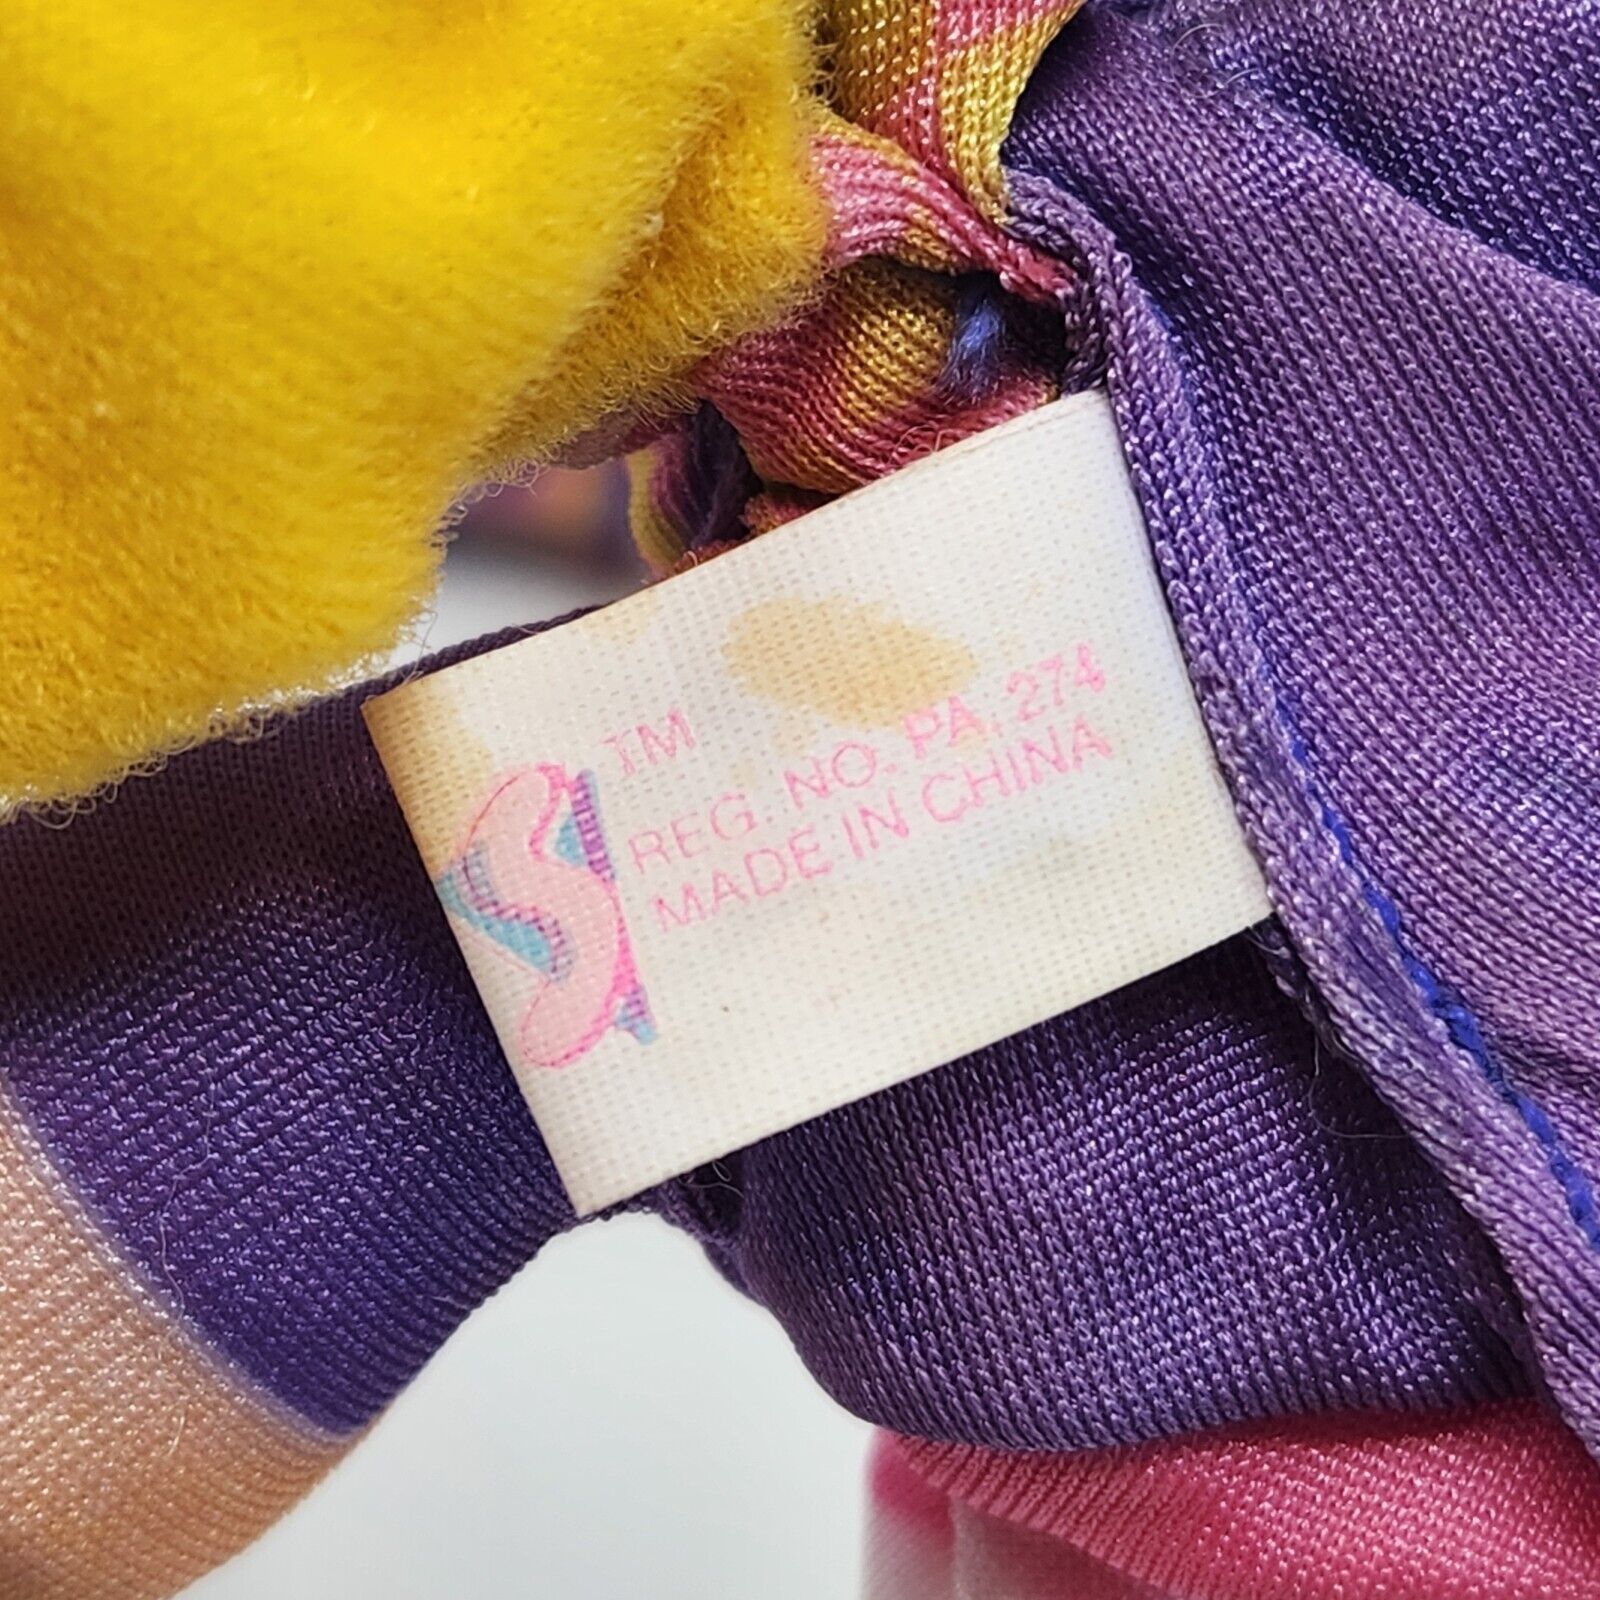 S TM
REG. NO. PA. 274
MADE IN CHINA